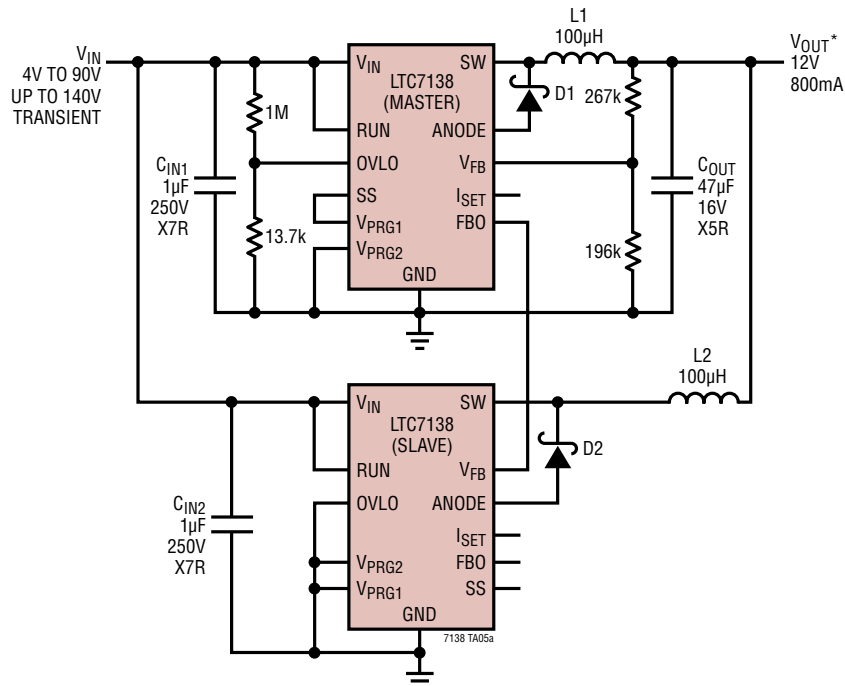 V_IN
4V TO 90V
UP TO 140V
TRANSIENT
C_IN1
1µF
250V
X7R
1M
13.7k
V_IN
RUN
OVLO
SS
V_PRG1
V_PRG2
LTC7138
(MASTER)
SW
ANODE
V_FB
I_SET
FBO
GND
L1
100µH
D1
267k
196k
C_OUT
47µF
16V
X5R
V_OUT*
12V
800mA
C_IN2
1µF
250V
X7R
V_IN
RUN
OVLO
V_PRG2
V_PRG1
LTC7138
(SLAVE)
SW
V_FB
ANODE
I_SET
FBO
SS
GND
L2
100µH
D2
7138 TA05a